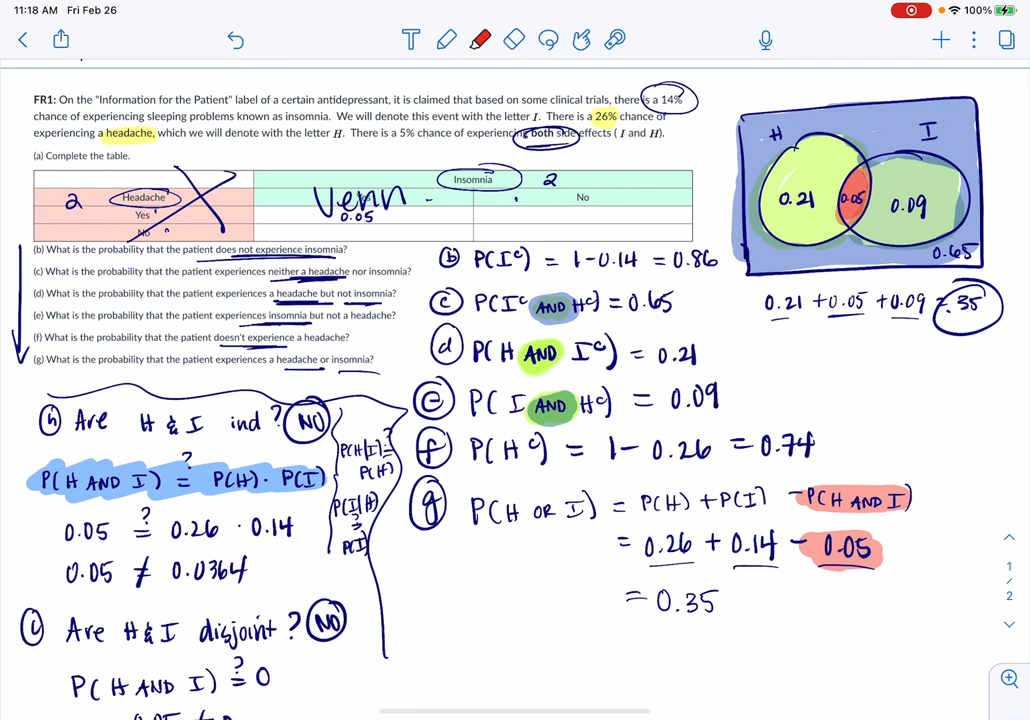 11:18 AM Fri Feb 26
100%
T
FR1: On the "Information for the Patient" label of a certain antidepressant, it is claimed that based on some clinical trials, there is a 14%
chance of experiencing sleeping problems known as insomnia. We will denote this event with the letter I. There is a 26% chance of
experiencing a headache, which we will denote with the letter H. There is a 5% chance of experiencing both side effects ( I and H).
(a) Complete the table.
Insomnia 2
2 Headache Venn No
Yes 0.05
No
(b) What is the probability that the patient does not experience insomnia?
(c) What is the probability that the patient experiences neither a headache nor insomnia?
(d) What is the probability that the patient experiences a headache but not insomnia?
(e) What is the probability that the patient experiences insomnia but not a headache?
(f) What is the probability that the patient doesn't experience a headache?
(g) What is the probability that the patient experiences a headache or insomnia?
H I
0.21 0.05 0.09
0.65
0.21 + 0.05 + 0.09 = .35
(b) P(Iᶜ) = 1 - 0.14 = 0.86
(c) P(Iᶜ AND Hᶜ) = 0.65
(d) P(H AND Iᶜ) = 0.21
(e) P(I AND Hᶜ) = 0.09
(f) P(Hᶜ) = 1 - 0.26 = 0.74
(g) P(H OR I) = P(H) + P(I) - P(H AND I)
= 0.26 + 0.14 - 0.05
= 0.35
(h) Are H & I ind? NO
P(H AND I) ?= P(H) · P(I)
0.05 ?= 0.26 · 0.14
0.05 ≠ 0.0364
P(H|I) ?=
P(H)
P(I|H)
?=
P(I)
(i) Are H & I disjoint? NO
P(H AND I) ?= 0
0.05 ≠ 0
1
/
2